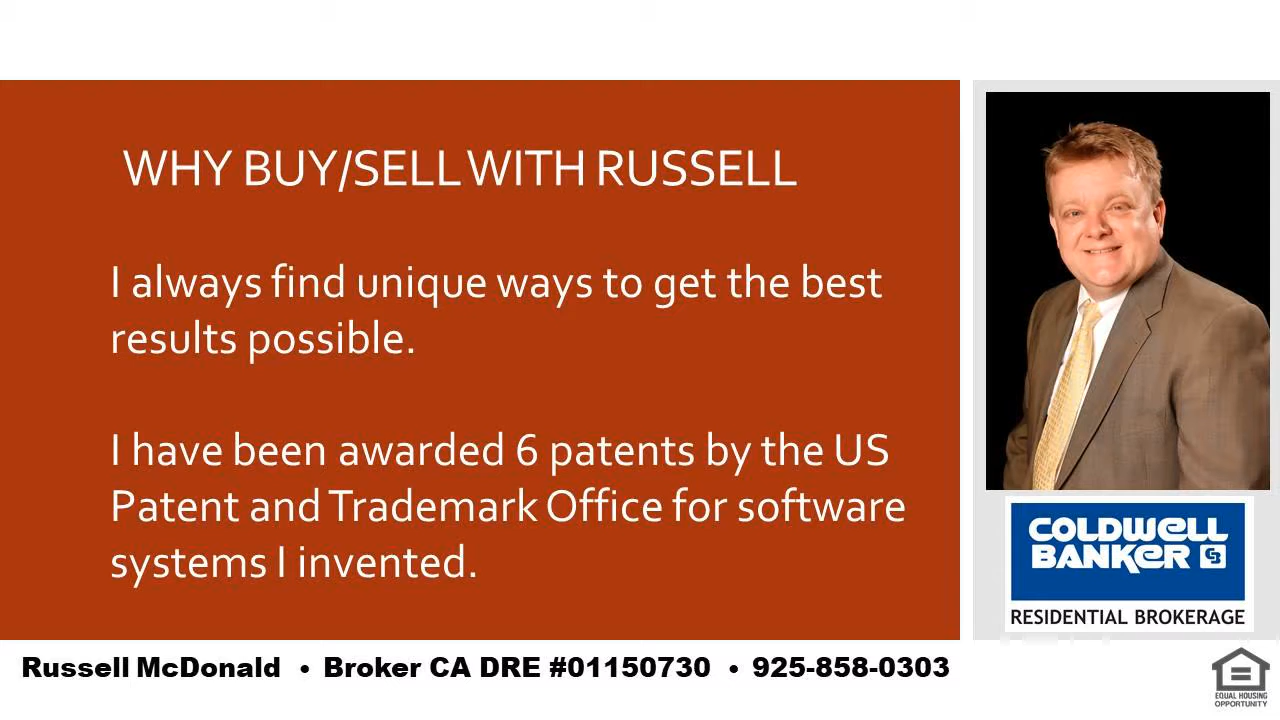 WHY BUY/SELL WITH RUSSELL
I always find unique ways to get the best
results possible.
I have been awarded 6 patents by the US
Patent and Trademark Office for software
systems I invented.
COLDWELL
BANKER CB
RESIDENTIAL BROKERAGE
Russell McDonald • Broker CA DRE #01150730 • 925-858-0303
EQUAL HOUSING
OPPORTUNITY